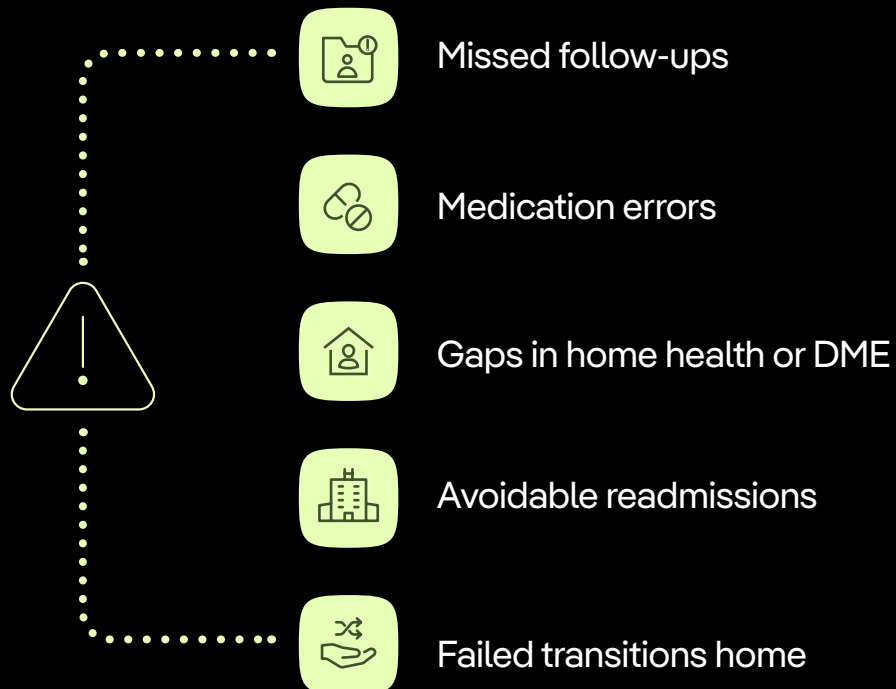 Missed follow-ups
Medication errors
Gaps in home health or DME
Avoidable readmissions
Failed transitions home